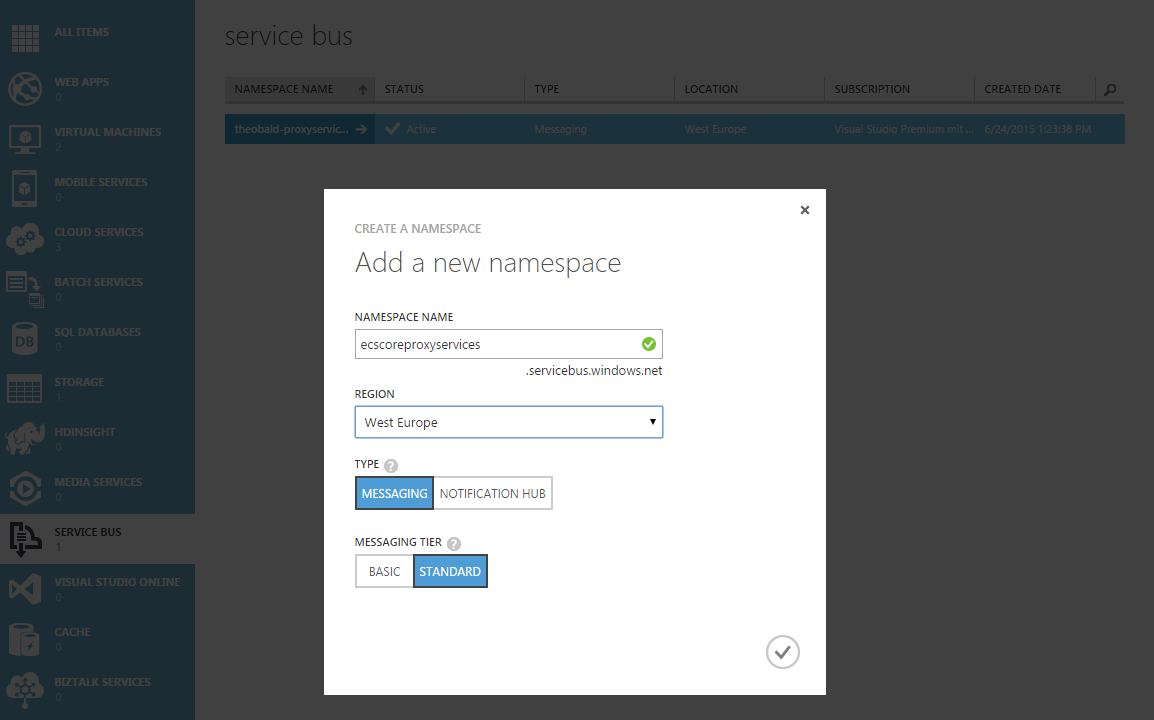 ALL ITEMS
WEB APPS
0
VIRTUAL MACHINES
2
MOBILE SERVICES
0
CLOUD SERVICES
3
BATCH SERVICES
0
DB
SQL DATABASES
0
STORAGE
1
HDINSIGHT
0
MEDIA SERVICES
0
SERVICE BUS
1
VISUAL STUDIO ONLINE
0
CACHE
0
BIZTALK SERVICES
0
service bus
NAMESPACE NAME STATUS TYPE LOCATION SUBSCRIPTION CREATED DATE
theobald-proxyservic... Active Messaging West Europe Visual Studio Premium mit ... 6/24/2015 1:23:38 PM
CREATE A NAMESPACE
Add a new namespace
NAMESPACE NAME
ecscoreproxyservices
.servicebus.windows.net
REGION
West Europe
TYPE ?
MESSAGING NOTIFICATION HUB
MESSAGING TIER ?
BASIC STANDARD